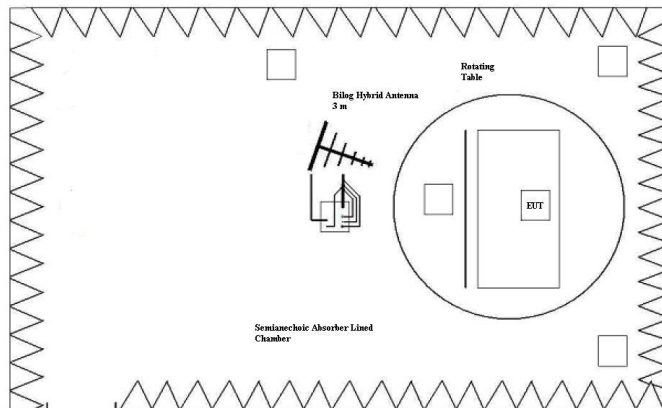 Rotating
Table
Bilog Hybrid Antenna
3 m
EUT
Semianechoic Absorber Lined
Chamber